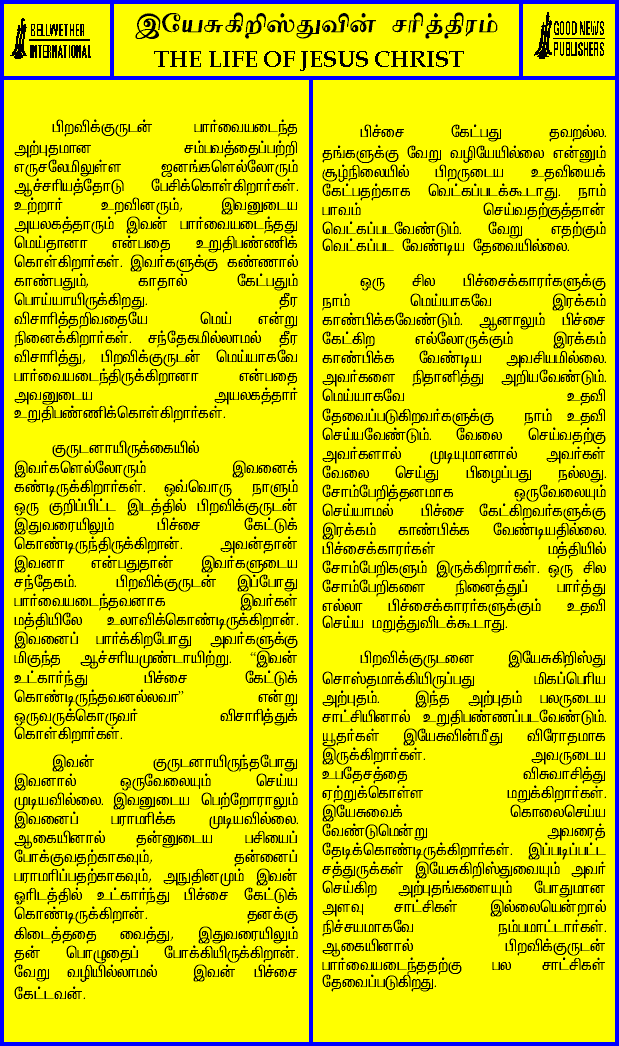 BELLWETHER
INTERNATIONAL
இயேசுகிறிஸ்துவின் சரித்திரம்
THE LIFE OF JESUS CHRIST
GOOD NEWS
PUBLISHERS
பிறவிக்குருடன் பார்வையடைந்த
அற்புதமான சம்பவத்தைப்பற்றி
எருசலேமிலுள்ள ஜனங்களெல்லோரும்
ஆச்சரியத்தோடு பேசிக்கொள்கிறார்கள்.
உற்றார் உறவினரும், இவனுடைய
அயலகத்தாரும் இவன் பார்வையடைந்தது
மெய்தானா என்பதை உறுதிபண்ணிக்
கொள்கிறார்கள். இவர்களுக்கு கண்ணால்
காண்பதும், காதால் கேட்பதும்
பொய்யாயிருக்கிறது. தீர
விசாரித்தறிவதையே மெய் என்று
நினைக்கிறார்கள். சந்தேகமில்லாமல் தீர
விசாரித்து, பிறவிக்குருடன் மெய்யாகவே
பார்வையடைந்திருக்கிறானா என்பதை
அவனுடைய அயலகத்தார்
உறுதிபண்ணிக்கொள்கிறார்கள்.
குருடனாயிருக்கையில்
இவர்களெல்லோரும் இவனைக்
கண்டிருக்கிறார்கள். ஒவ்வொரு நாளும்
ஒரு குறிப்பிட்ட இடத்தில் பிறவிக்குருடன்
இதுவரையிலும் பிச்சை கேட்டுக்
கொண்டிருந்திருக்கிறான். அவன்தான்
இவனா என்பதுதான் இவர்களுடைய
சந்தேகம். பிறவிக்குருடன் இப்போது
பார்வையடைந்தவனாக இவர்கள்
மத்தியிலே உலாவிக்கொண்டிருக்கிறான்.
இவனைப் பார்க்கிறபோது அவர்களுக்கு
மிகுந்த ஆச்சரியமுண்டாயிற்று. “இவன்
உட்கார்ந்து பிச்சை கேட்டுக்
கொண்டிருந்தவனல்லவா” என்று
ஒருவருக்கொருவர் விசாரித்துக்
கொள்கிறார்கள்.
இவன் குருடனாயிருந்தபோது
இவனால் ஒருவேலையும் செய்ய
முடியவில்லை. இவனுடைய பெற்றோராலும்
இவனைப் பராமரிக்க முடியவில்லை.
ஆகையினால் தன்னுடைய பசியைப்
போக்குவதற்காகவும், தன்னைப்
பராமரிப்பதற்காகவும், அநுதினமும் இவன்
ஓரிடத்தில் உட்கார்ந்து பிச்சை கேட்டுக்
கொண்டிருக்கிறான். தனக்கு
கிடைத்ததை வைத்து, இதுவரையிலும்
தன் பொழுதைப் போக்கியிருக்கிறான்.
வேறு வழியில்லாமல் இவன் பிச்சை
கேட்டவன்.
பிச்சை கேட்பது தவறல்ல.
தங்களுக்கு வேறு வழியேயில்லை என்னும்
சூழ்நிலையில் பிறருடைய உதவியைக்
கேட்பதற்காக வெட்கப்படக்கூடாது. நாம்
பாவம் செய்வதற்குத்தான்
வெட்கப்படவேண்டும். வேறு எதற்கும்
வெட்கப்பட வேண்டிய தேவையில்லை.
ஒரு சில பிச்சைக்காரர்களுக்கு
நாம் மெய்யாகவே இரக்கம்
காண்பிக்கவேண்டும். ஆனாலும் பிச்சை
கேட்கிற எல்லோருக்கும் இரக்கம்
காண்பிக்க வேண்டிய அவசியமில்லை.
அவர்களை நிதானித்து அறியவேண்டும்.
மெய்யாகவே உதவி
தேவைப்படுகிறவர்களுக்கு நாம் உதவி
செய்யவேண்டும். வேலை செய்வதற்கு
அவர்களால் முடியுமானால் அவர்கள்
வேலை செய்து பிழைப்பது நல்லது.
சோம்பேறித்தனமாக ஒருவேலையும்
செய்யாமல் பிச்சை கேட்கிறவர்களுக்கு
இரக்கம் காண்பிக்க வேண்டியதில்லை.
பிச்சைக்காரர்கள் மத்தியில்
சோம்பேறிகளும் இருக்கிறார்கள். ஒரு சில
சோம்பேறிகளை நினைத்துப் பார்த்து
எல்லா பிச்சைக்காரர்களுக்கும் உதவி
செய்ய மறுத்துவிடக்கூடாது.
பிறவிக்குருடனை இயேசுகிறிஸ்து
சொஸ்தமாக்கியிருப்பது மிகப்பெரிய
அற்புதம். இந்த அற்புதம் பலருடைய
சாட்சியினால் உறுதிபண்ணப்படவேண்டும்.
யூதர்கள் இயேசுவின்மீது விரோதமாக
இருக்கிறார்கள். அவருடைய
உபதேசத்தை விசுவாசித்து
ஏற்றுக்கொள்ள மறுக்கிறார்கள்.
இயேசுவைக் கொலைசெய்ய
வேண்டுமென்று அவரைத்
தேடிக்கொண்டிருக்கிறார்கள். இப்படிப்பட்ட
சத்துருக்கள் இயேசுகிறிஸ்துவையும் அவர்
செய்கிற அற்புதங்களையும் போதுமான
அளவு சாட்சிகள் இல்லையென்றால்
நிச்சயமாகவே நம்பமாட்டார்கள்.
ஆகையினால் பிறவிக்குருடன்
பார்வையடைந்ததற்கு பல சாட்சிகள்
தேவைப்படுகிறது.